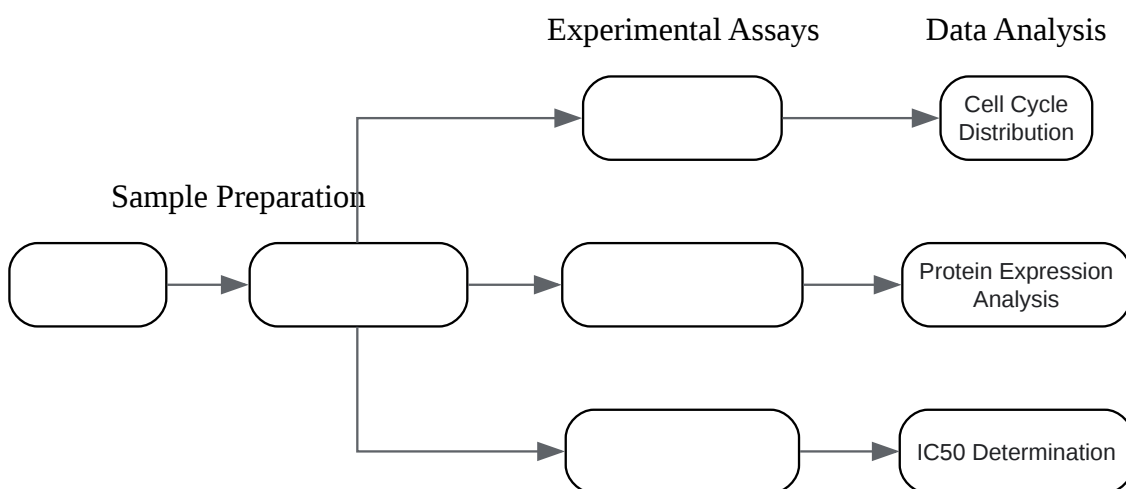 Experimental Assays
Data Analysis
Cell Cycle
Distribution
Sample Preparation
Protein Expression
Analysis
IC50 Determination